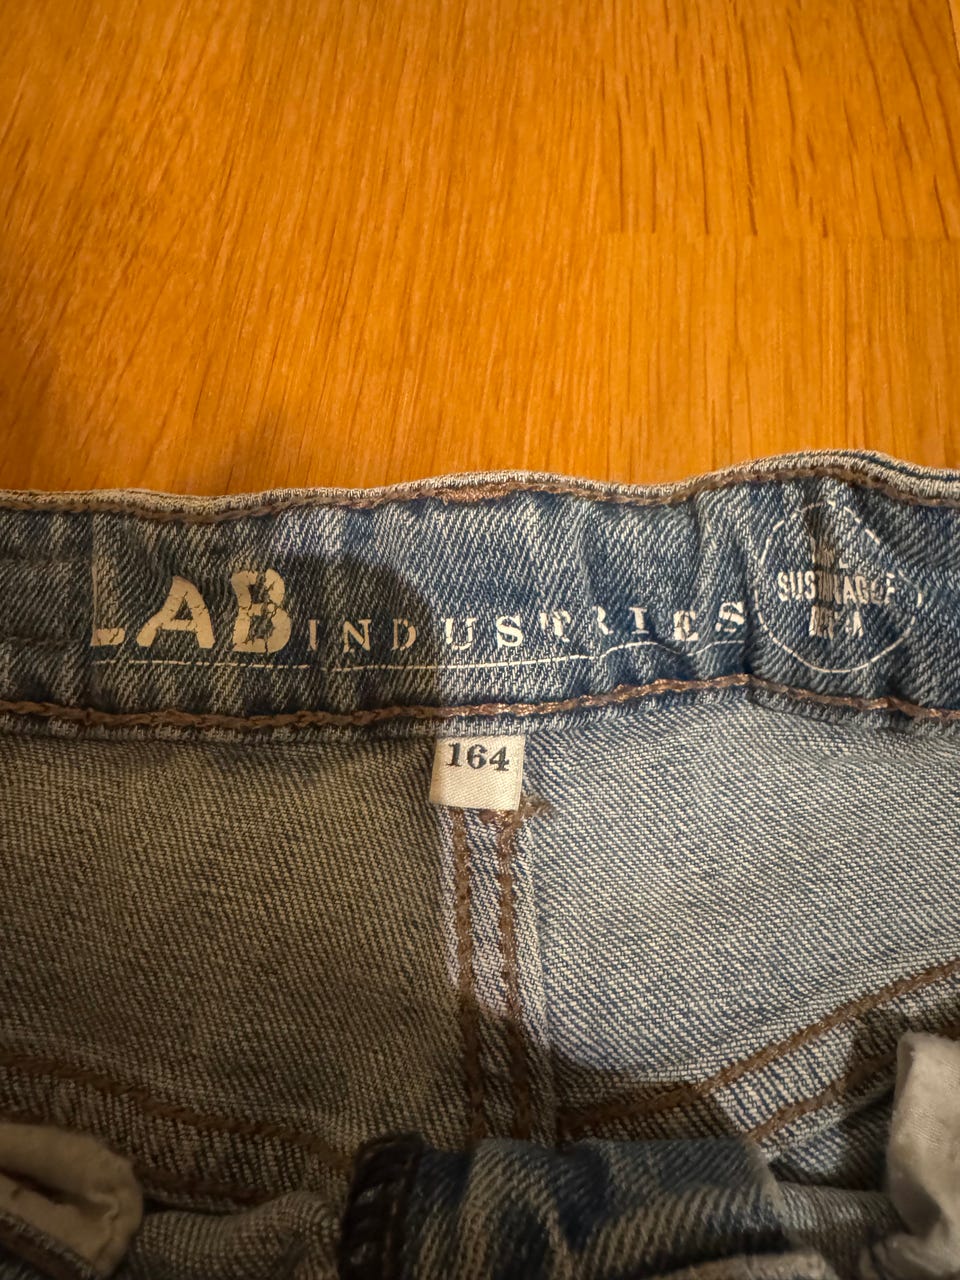 LAB INDUSTRIES
SUSTAINABLE
164